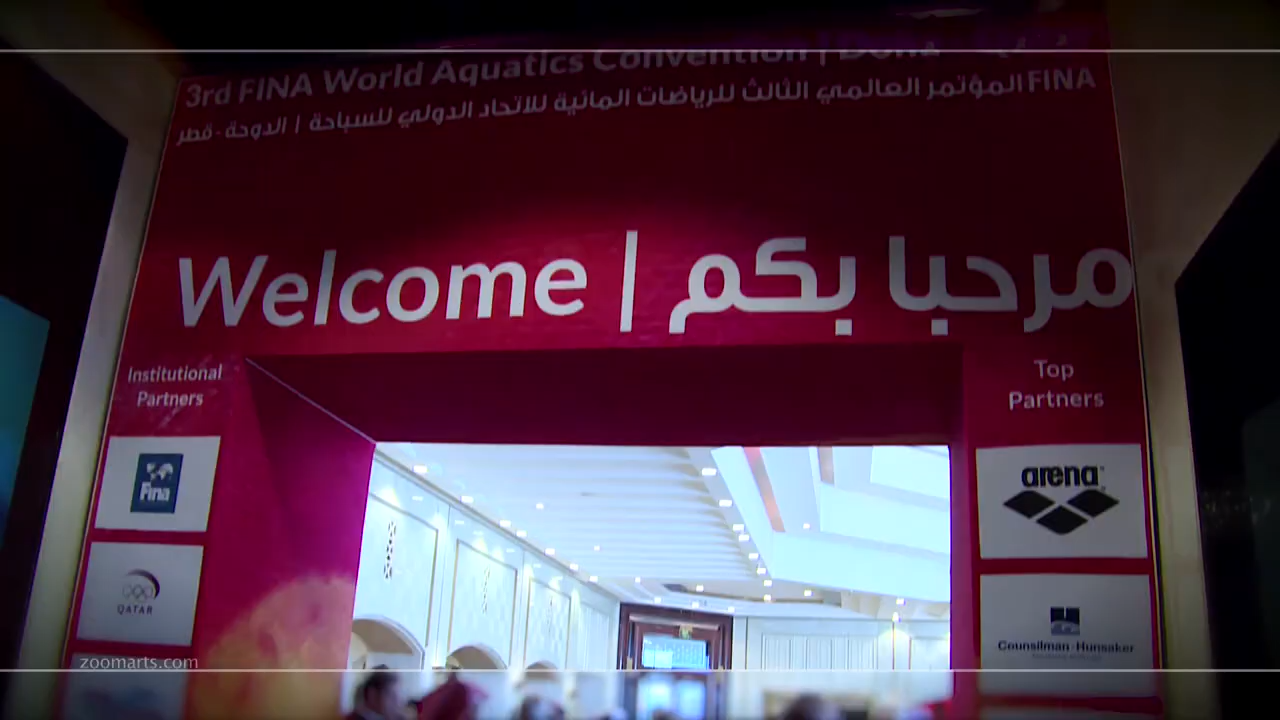 3rd FINA World Aquatics Convention | Doha
FINA المؤتمر العالمي الثالث للرياضات المائية للاتحاد الدولي للسباحة | الدوحة - قطر
Welcome | مرحبا بكم
Institutional
Partners
Top
Partners
fina
QATAR
arena
Counsilman-Hunsaker
zoomarts.com